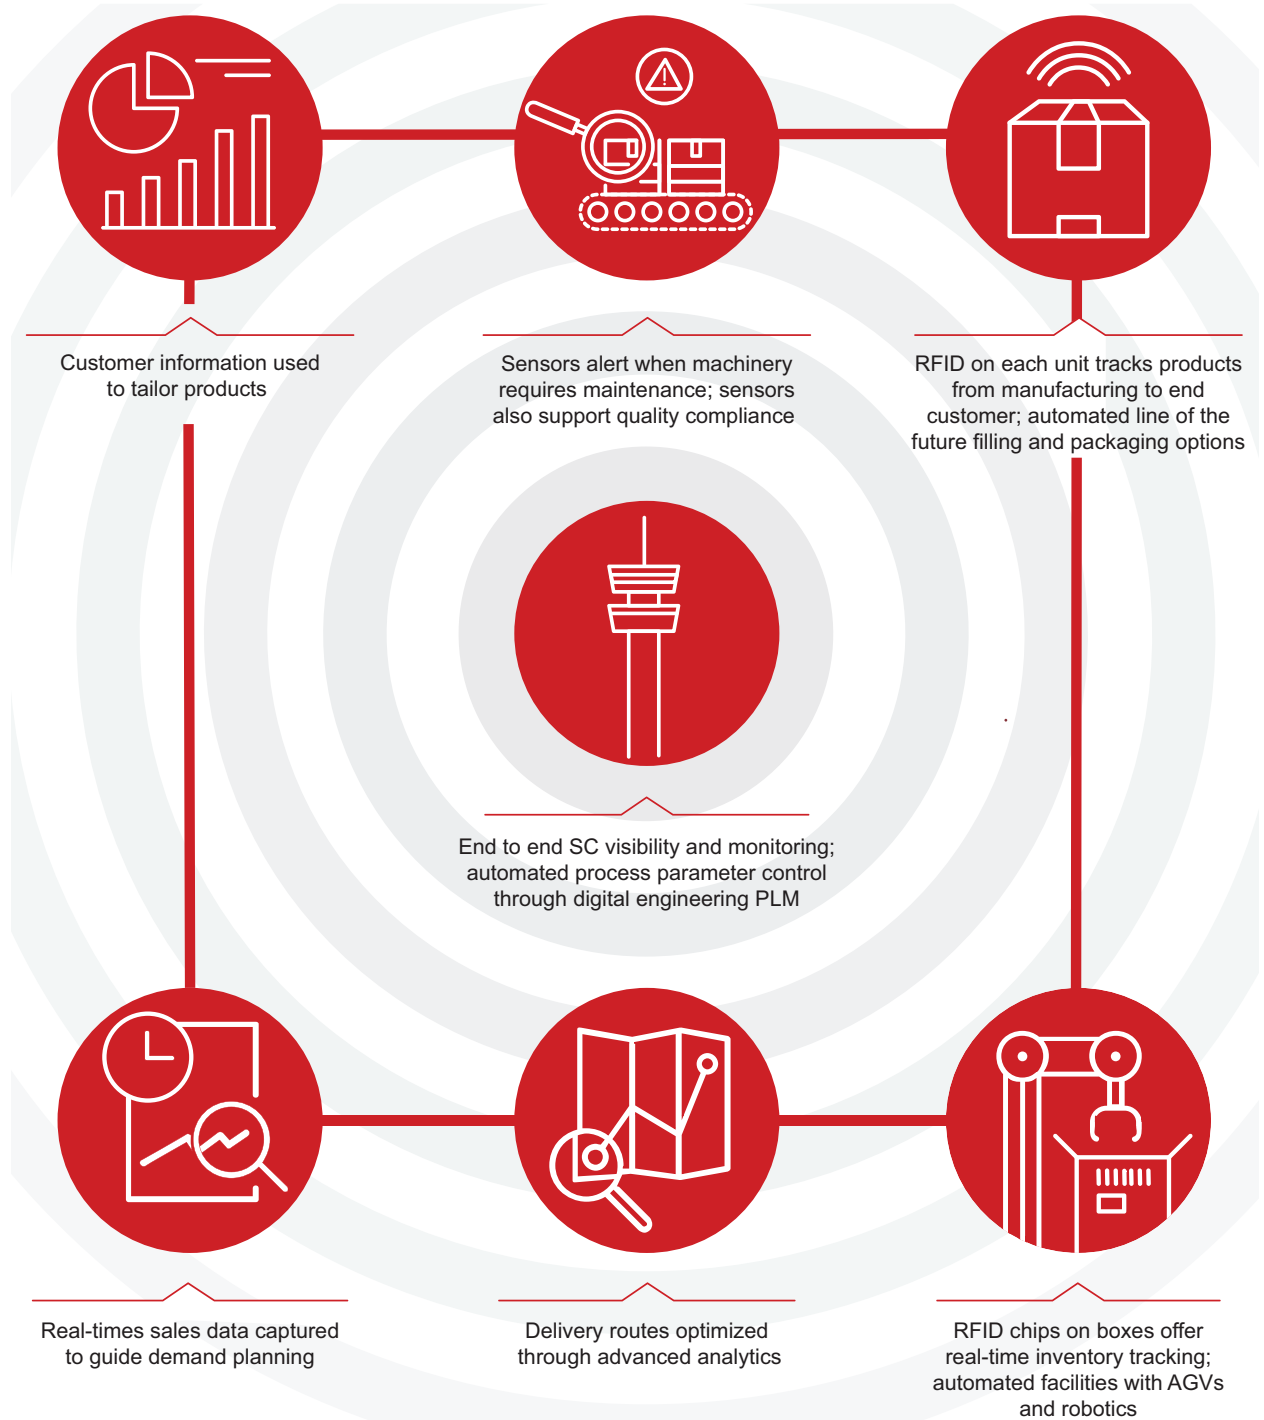 Customer information used
to tailor products
Sensors alert when machinery
requires maintenance; sensors
also support quality compliance
RFID on each unit tracks products
from manufacturing to end
customer; automated line of the
future filling and packaging options
End to end SC visibility and monitoring;
automated process parameter control
through digital engineering PLM
Real-times sales data captured
to guide demand planning
Delivery routes optimized
through advanced analytics
RFID chips on boxes offer
real-time inventory tracking;
automated facilities with AGVs
and robotics